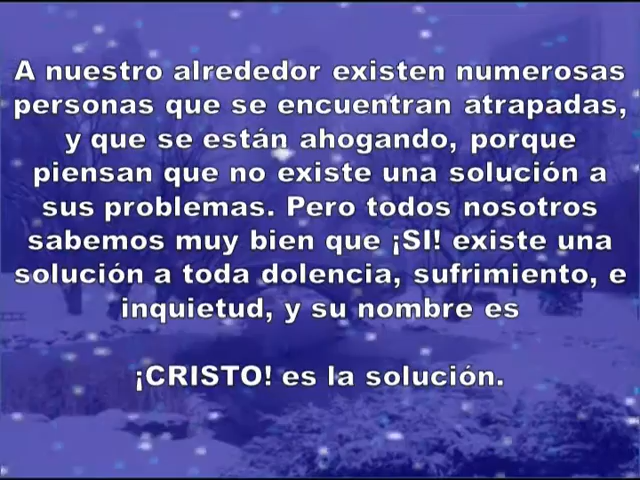 A nuestro alrededor existen numerosas
personas que se encuentran atrapadas,
y que se están ahogando, porque
piensan que no existe una solución a
sus problemas. Pero todos nosotros
sabemos muy bien que ¡SI! existe una
solución a toda dolencia, sufrimiento, e
inquietud, y su nombre es
¡CRISTO! es la solución.